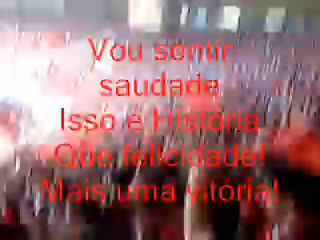 Vou sentir
saudade
Isso é História
Que felicidade!
Mais uma vitória!